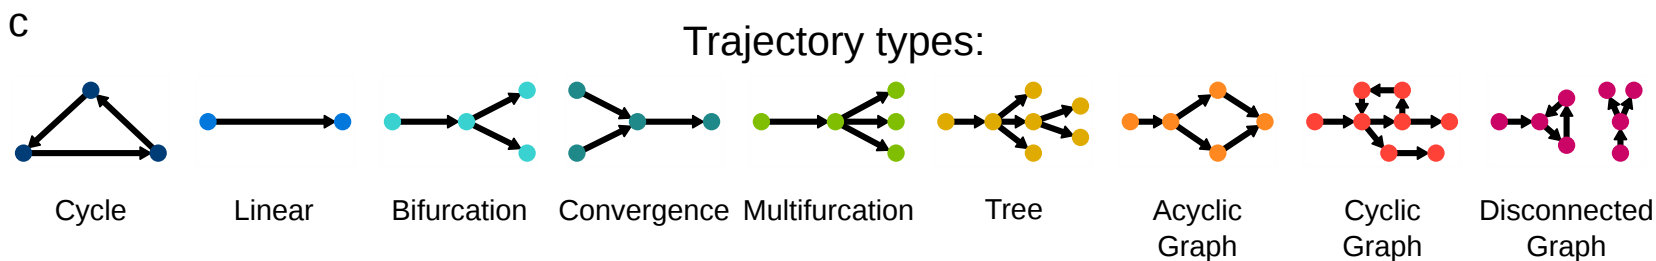 c
Trajectory types:
Cycle
Linear
Bifurcation
Convergence
Multifurcation
Tree
Acyclic
Graph
Cyclic
Graph
Disconnected
Graph